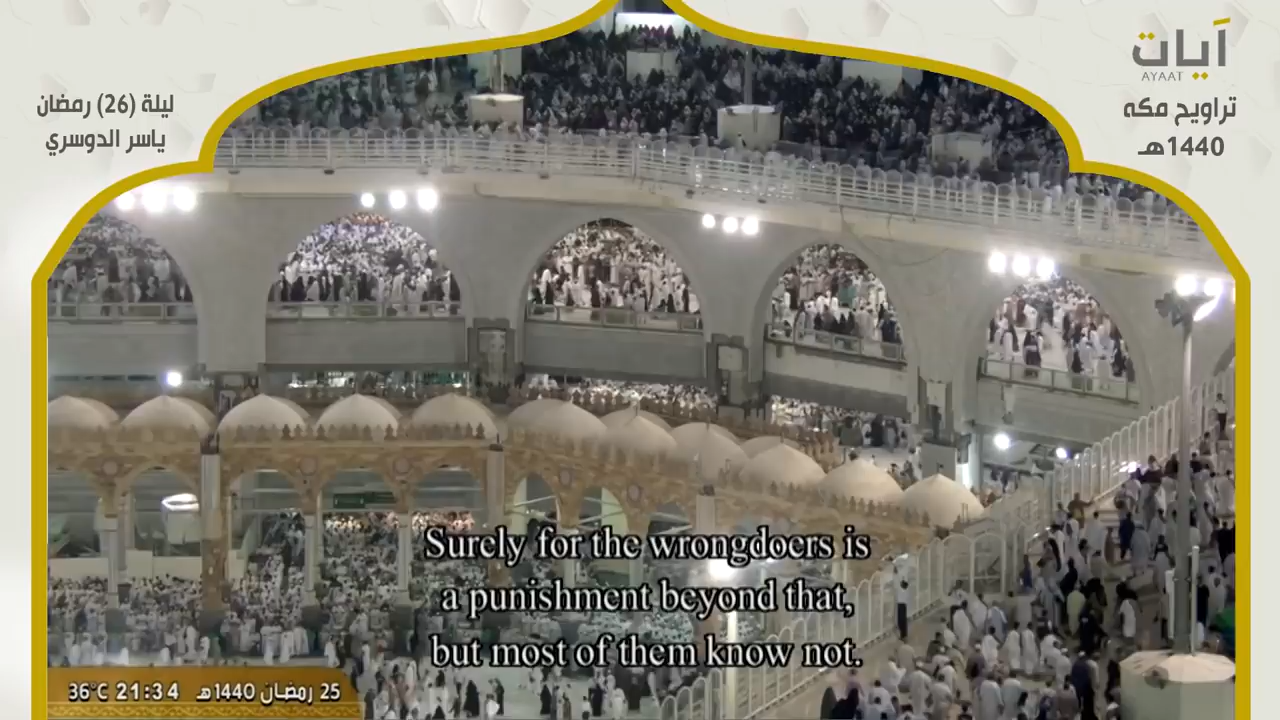 آيات
AYAAT
تراويح مكه
1440هـ
ليلة (26) رمضان
ياسر الدوسري
Surely for the wrongdoers is
a punishment beyond that,
but most of them know not.
36°C 21:34 25 رمضان 1440هـ